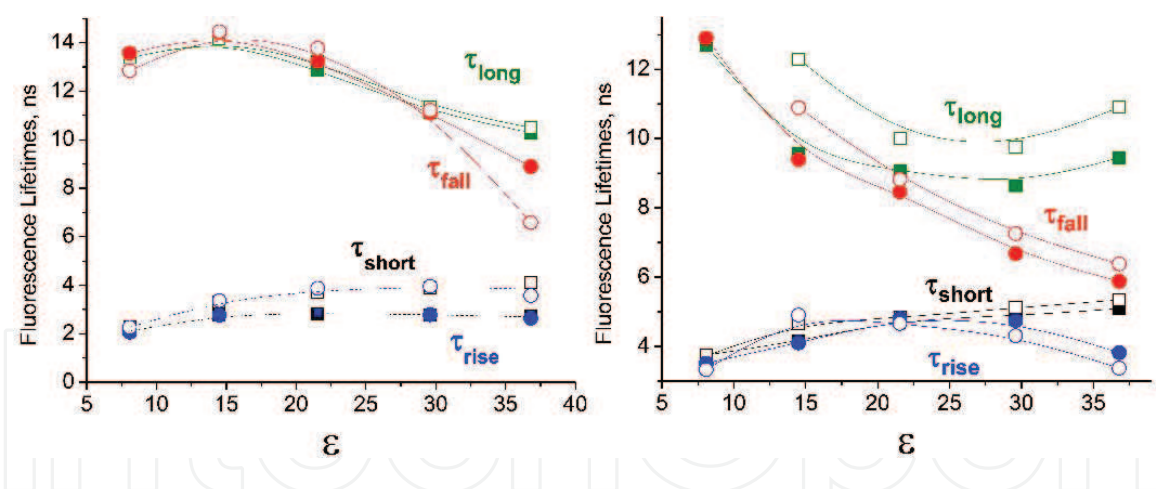 Fluorescence Lifetimes, ns
14
12
10
8
6
4
2
0
τlong
τfall
τshort
τrise
5 10 15 20 25 30 35 40
ε
Fluorescence Lifetimes, ns
12
10
8
6
4
τlong
τfall
τshort
τrise
5 10 15 20 25 30 35
ε